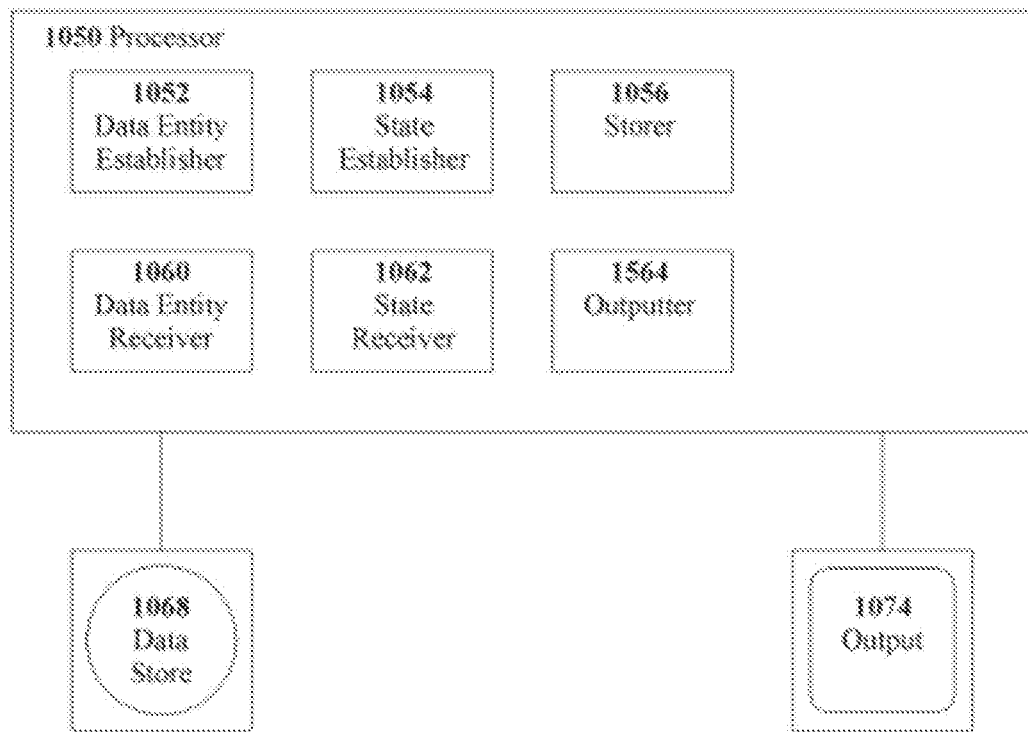 1050 Processor
1052
Data Entity
Establisher
1054
State
Establisher
1056
Storer
1060
Data Entity
Receiver
1062
State
Receiver
1564
Outputter
1068
Data
Store
1074
Output